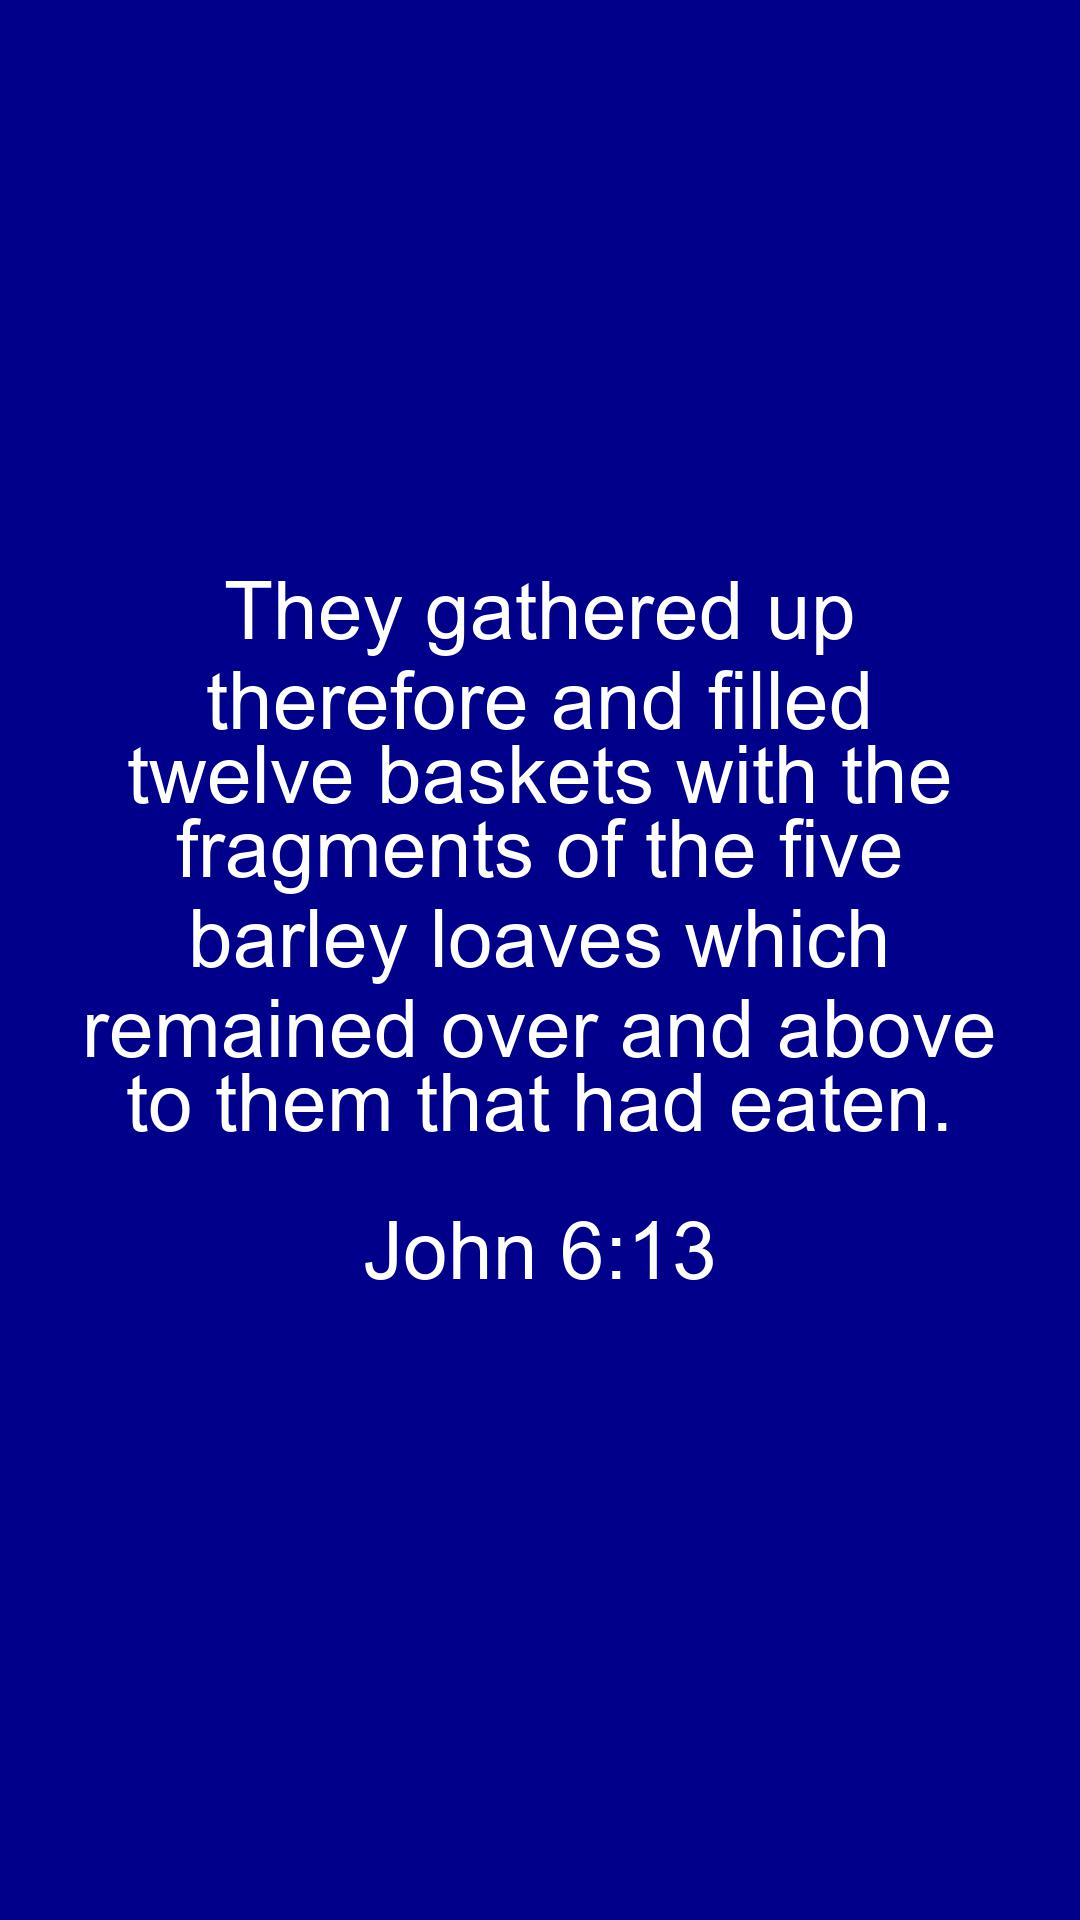 They gathered up
therefore and filled
twelve baskets with the
fragments of the five
barley loaves which
remained over and above
to them that had eaten.
John 6:13